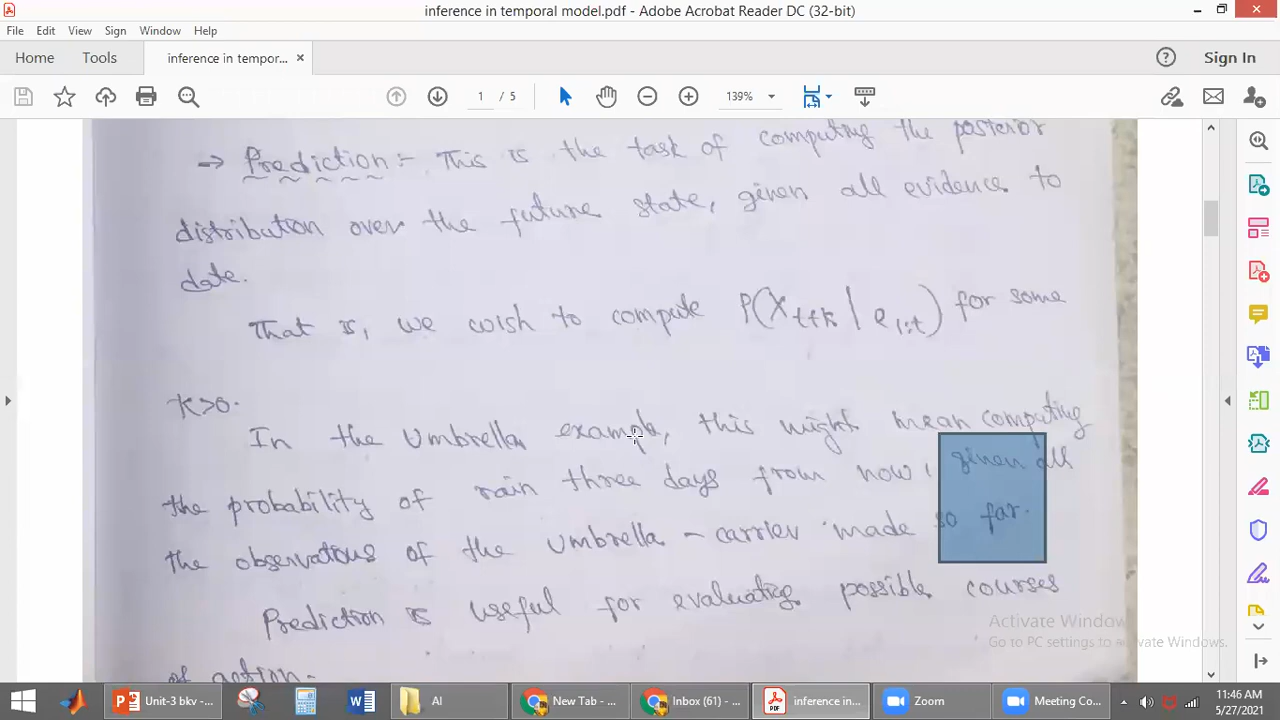 inference in temporal model.pdf - Adobe Acrobat Reader DC (32-bit)
File Edit View Sign Window Help
Home Tools inference in tempor... × Sign In
1 / 5 139%
→ Prediction :- This is the task of computing the posterior
distribution over the future state, given all evidence to
date.
That is, we wish to compute P(X_{t+k} | e_{1:t}) for some
K>0.
In the Umbrella example, this might mean computing
the probability of rain three days from now, given all
the observations of the Umbrella - carrier made so far.
Prediction is useful for evaluating possible courses
of action.
Activate Windows
Go to PC settings to activate Windows.
Unit-3 bkv -... AI New Tab - ... Inbox (61) - ... inference in... Zoom Meeting Co...
11:46 AM
5/27/2021